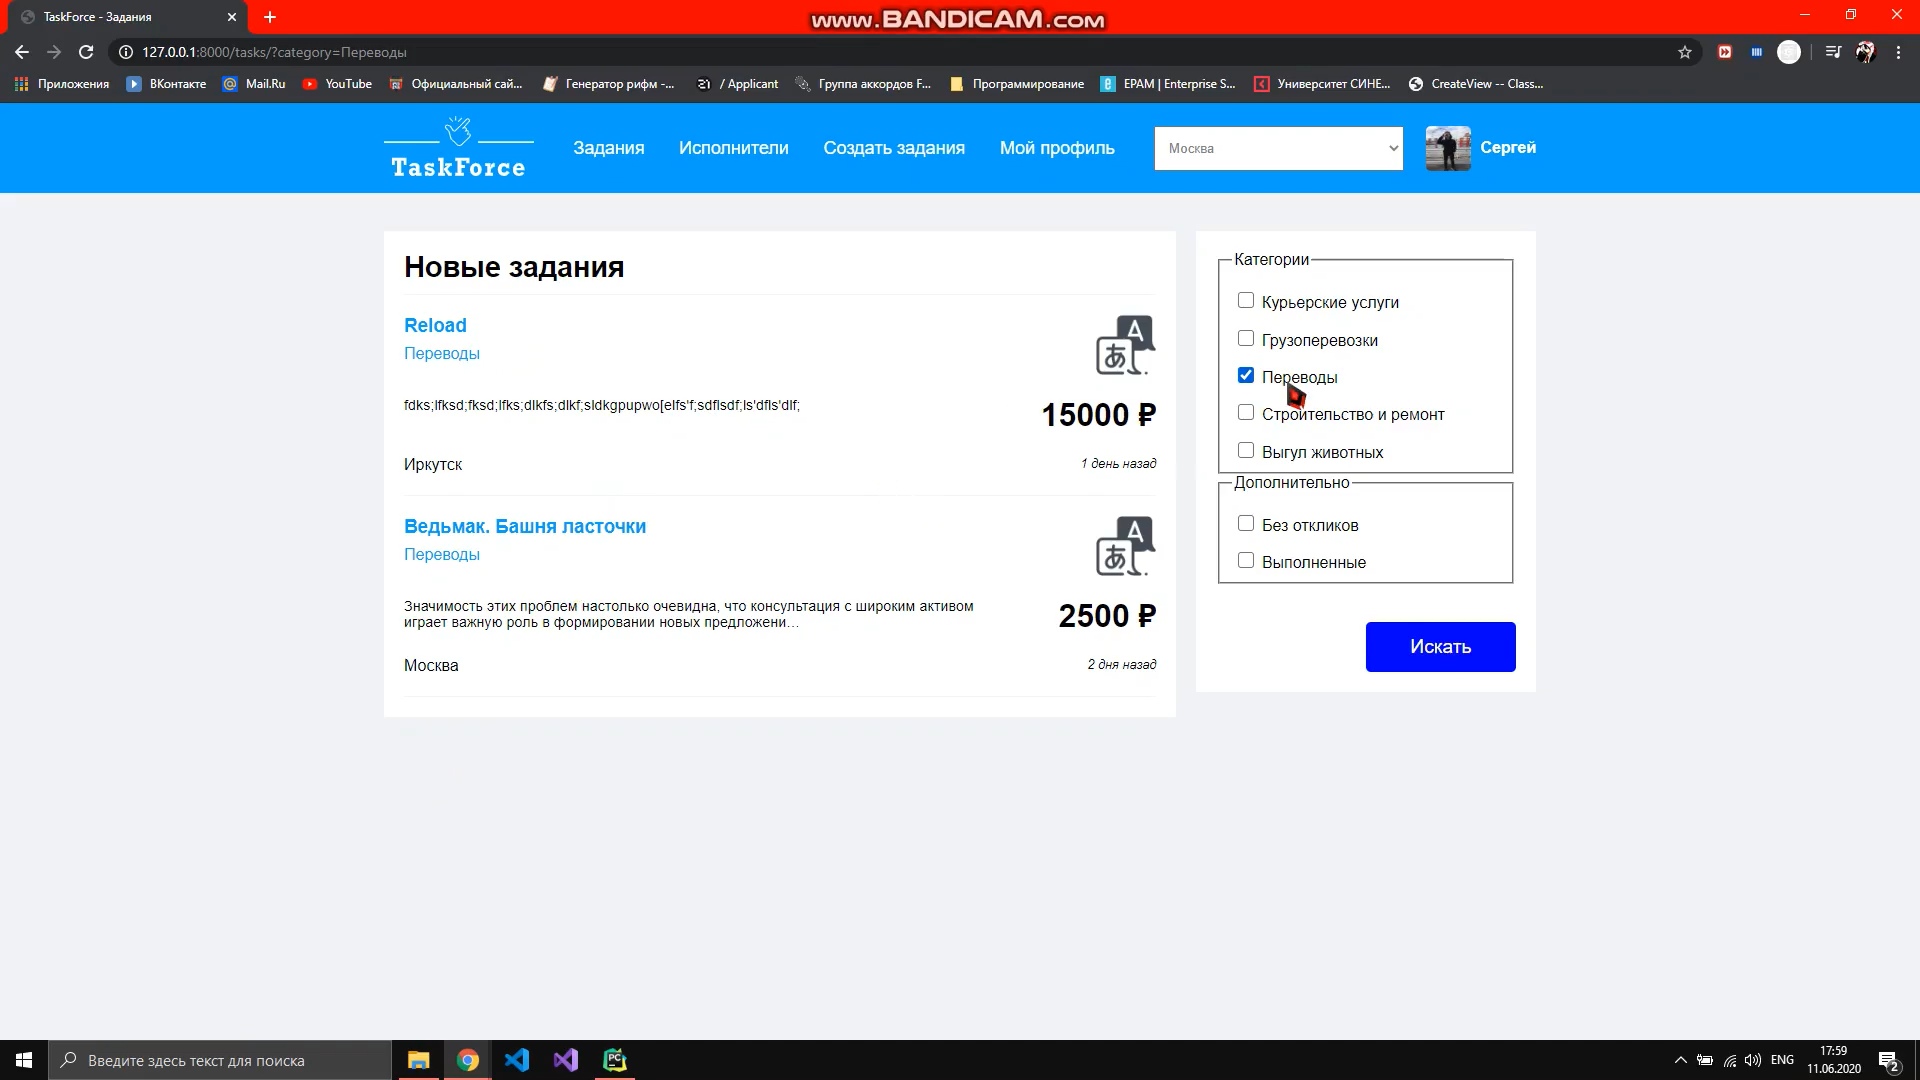 TaskForce - Задания
www.BANDICAM.com
127.0.0.1:8000/tasks/?category=Переводы
Приложения
ВКонтакте
Mail.Ru
YouTube
Официальный сай...
Генератор рифм -...
/ Applicant
Группа аккордов F...
Программирование
EPAM | Enterprise S...
Университет СИНЕ...
CreateView -- Class...
TaskForce
Задания
Исполнители
Создать задания
Мой профиль
Москва
Сергей
Новые задания
Reload
Переводы
fdks;lfksd;fksd;lfks;dlkfs;dlkf;sldkgpupwo[elfs'f;sdflsdf;ls'dfls'dlf;
15000 ₽
Иркутск
1 день назад
Ведьмак. Башня ласточки
Переводы
Значимость этих проблем настолько очевидна, что консультация с широким активом
играет важную роль в формировании новых предложени...
2500 ₽
Москва
2 дня назад
Категории
Курьерские услуги
Грузоперевозки
Переводы
Строительство и ремонт
Выгул животных
Дополнительно
Без откликов
Выполненные
Искать
Введите здесь текст для поиска
ENG
17:59
11.06.2020
2